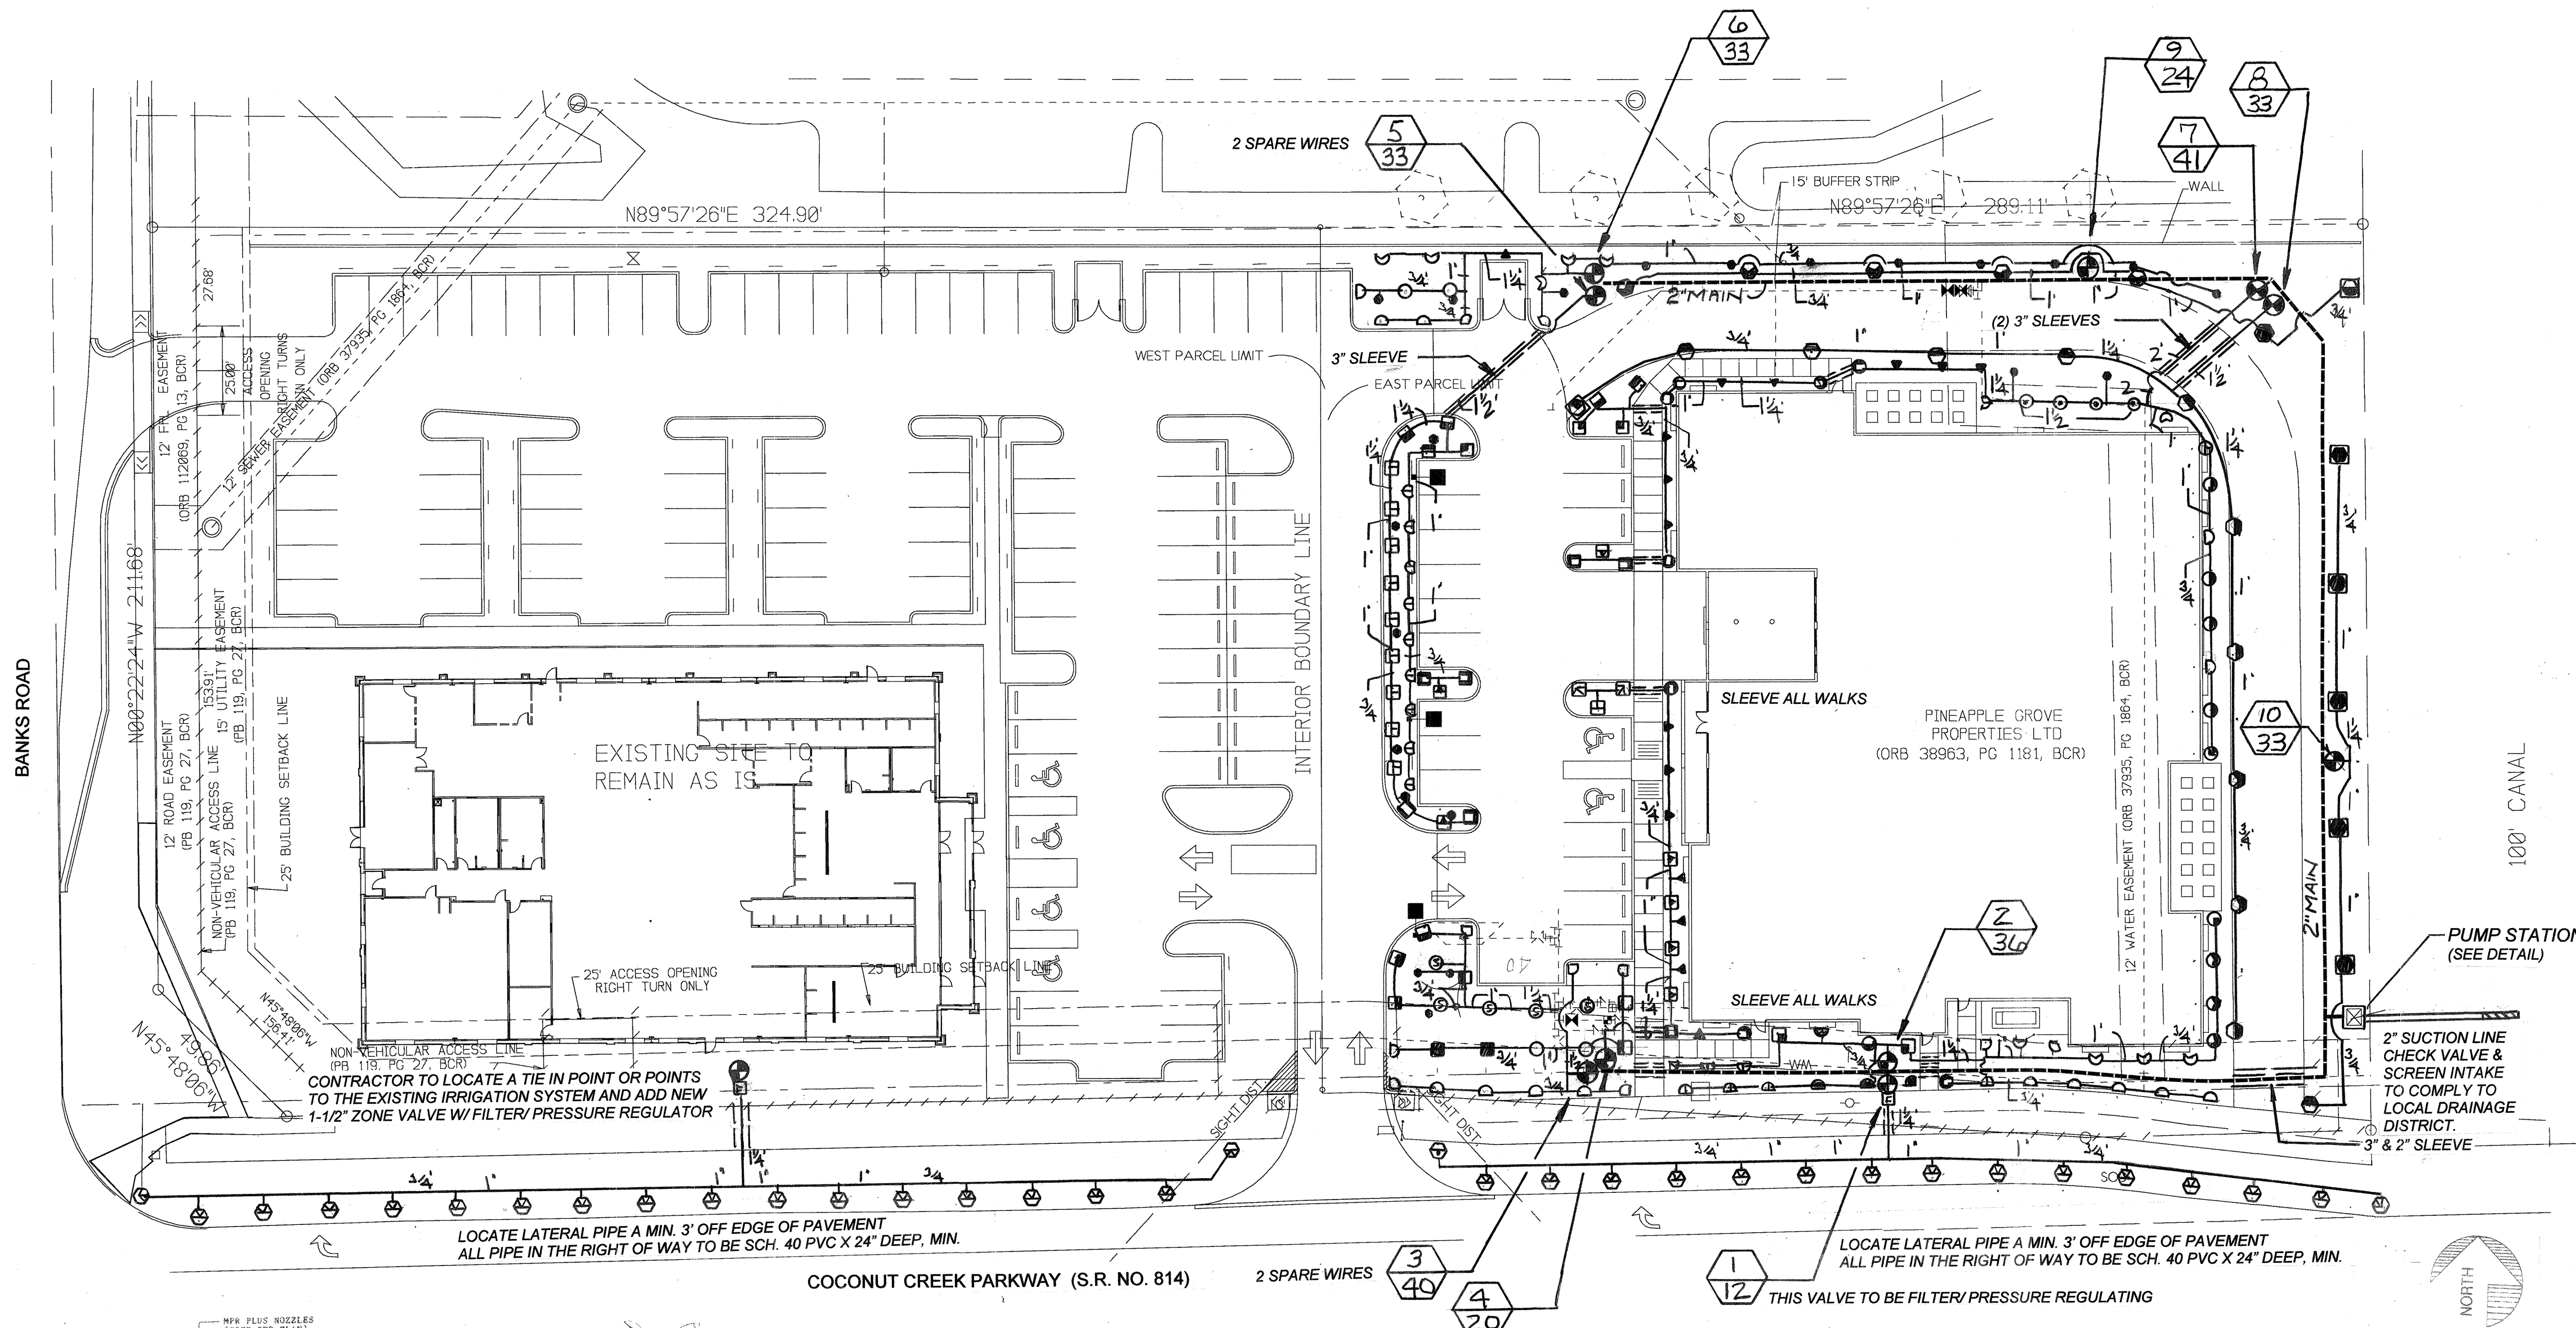 6
33
9
24
8
33
7
41
2 SPARE WIRES
5
33
15' BUFFER STRIP
WALL
N89°57'26"E 324.90'
N89°57'26"E 289.11'
2" MAIN
(2) 3" SLEEVES
3" SLEEVE
WEST PARCEL LIMIT
EAST PARCEL LIMIT
27.68'
25.00'
ACCESS
OPENING
RIGHT TURNS
IN ONLY
12' SEWER EASEMENT (ORB 37935, PG 1864, BCR)
12' FPL EASEMENT
(ORB 112069, PG 13, BCR)
N00°22'24"W 211.68'
BANKS ROAD
12' ROAD EASEMENT
(PB 119, PG 27, BCR)
NON-VEHICULAR ACCESS LINE 153.91'
(PB 119, PG 27, BCR)
15' UTILITY EASEMENT
(PB 119, PG 27, BCR)
25' BUILDING SETBACK LINE
EXISTING SITE TO
REMAIN AS IS
INTERIOR BOUNDARY LINE
SLEEVE ALL WALKS
PINEAPPLE GROVE
PROPERTIES LTD
(ORB 38963, PG 1181, BCR)
12' WATER EASEMENT (ORB 37935, PG 1864, BCR)
10
33
2" MAIN
100' CANAL
2
36
PUMP STATION
(SEE DETAIL)
SLEEVE ALL WALKS
WM
25' ACCESS OPENING
RIGHT TURN ONLY
25' BUILDING SETBACK LINE
N45°48'06"W
156.41'
49.86'
N45°48'06"W
NON-VEHICULAR ACCESS LINE
(PB 119, PG 27, BCR)
CONTRACTOR TO LOCATE A TIE IN POINT OR POINTS
TO THE EXISTING IRRIGATION SYSTEM AND ADD NEW
1-1/2" ZONE VALVE W/ FILTER/ PRESSURE REGULATOR
SIGHT DIST.
SIGHT DIST.
2" SUCTION LINE
CHECK VALVE &
SCREEN INTAKE
TO COMPLY TO
LOCAL DRAINAGE
DISTRICT.
3" & 2" SLEEVE
LOCATE LATERAL PIPE A MIN. 3' OFF EDGE OF PAVEMENT
ALL PIPE IN THE RIGHT OF WAY TO BE SCH. 40 PVC X 24" DEEP, MIN.
COCONUT CREEK PARKWAY (S.R. NO. 814)
2 SPARE WIRES
3
40
4
20
1
12
LOCATE LATERAL PIPE A MIN. 3' OFF EDGE OF PAVEMENT
ALL PIPE IN THE RIGHT OF WAY TO BE SCH. 40 PVC X 24" DEEP, MIN.
THIS VALVE TO BE FILTER/ PRESSURE REGULATING
NORTH
MPR PLUS NOZZLES